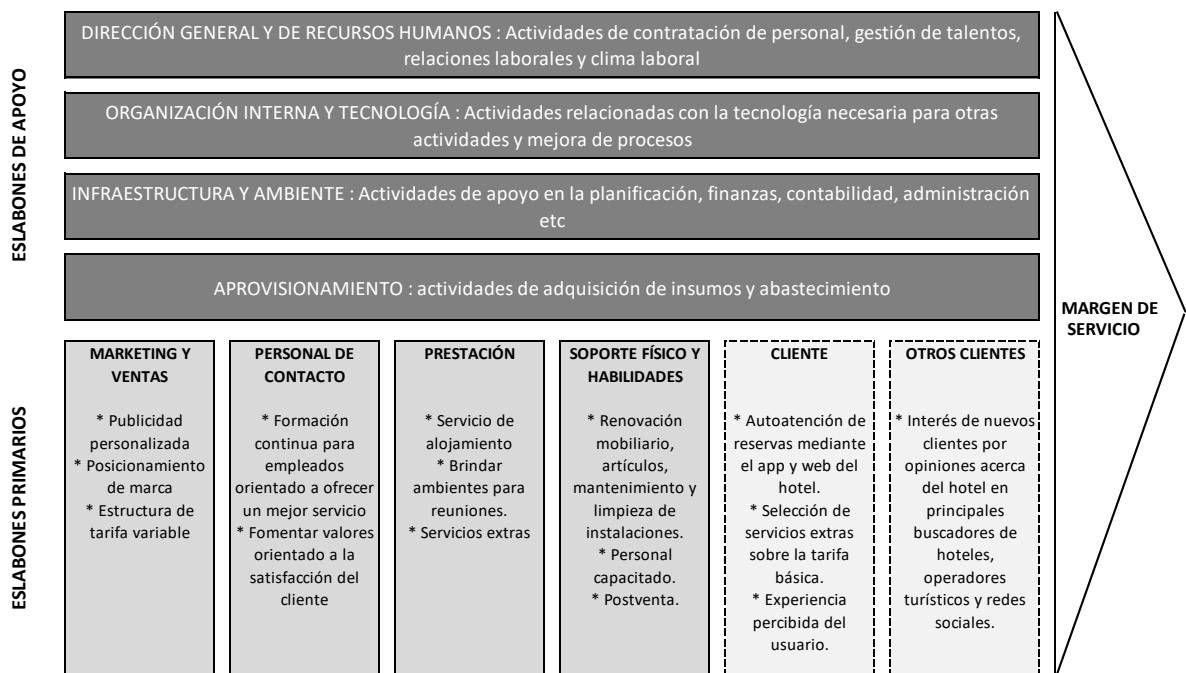 ESLABONES DE APOYO
DIRECCIÓN GENERAL Y DE RECURSOS HUMANOS : Actividades de contratación de personal, gestión de talentos,
relaciones laborales y clima laboral
ORGANIZACIÓN INTERNA Y TECNOLOGÍA : Actividades relacionadas con la tecnología necesaria para otras
actividades y mejora de procesos
INFRAESTRUCTURA Y AMBIENTE : Actividades de apoyo en la planificación, finanzas, contabilidad, administración
etc
APROVISIONAMIENTO : actividades de adquisición de insumos y abastecimiento
MARGEN DE
SERVICIO
ESLABONES PRIMARIOS
MARKETING Y
VENTAS
* Publicidad
personalizada
* Posicionamiento
de marca
* Estructura de
tarifa variable
PERSONAL DE
CONTACTO
* Formación
continua para
empleados
orientado a ofrecer
un mejor servicio
* Fomentar valores
orientado a la
satisfacción del
cliente
PRESTACIÓN
* Servicio de
alojamiento
* Brindar
ambientes para
reuniones.
* Servicios extras
SOPORTE FÍSICO Y
HABILIDADES
* Renovación
mobiliario,
artículos,
mantenimiento y
limpieza de
instalaciones.
* Personal
capacitado.
* Postventa.
CLIENTE
* Autoatención de
reservas mediante
el app y web del
hotel.
* Selección de
servicios extras
sobre la tarifa
básica.
* Experiencia
percibida del
usuario.
OTROS CLIENTES
* Interés de nuevos
clientes por
opiniones acerca
del hotel en
principales
buscadores de
hoteles,
operadores
turísticos y redes
sociales.